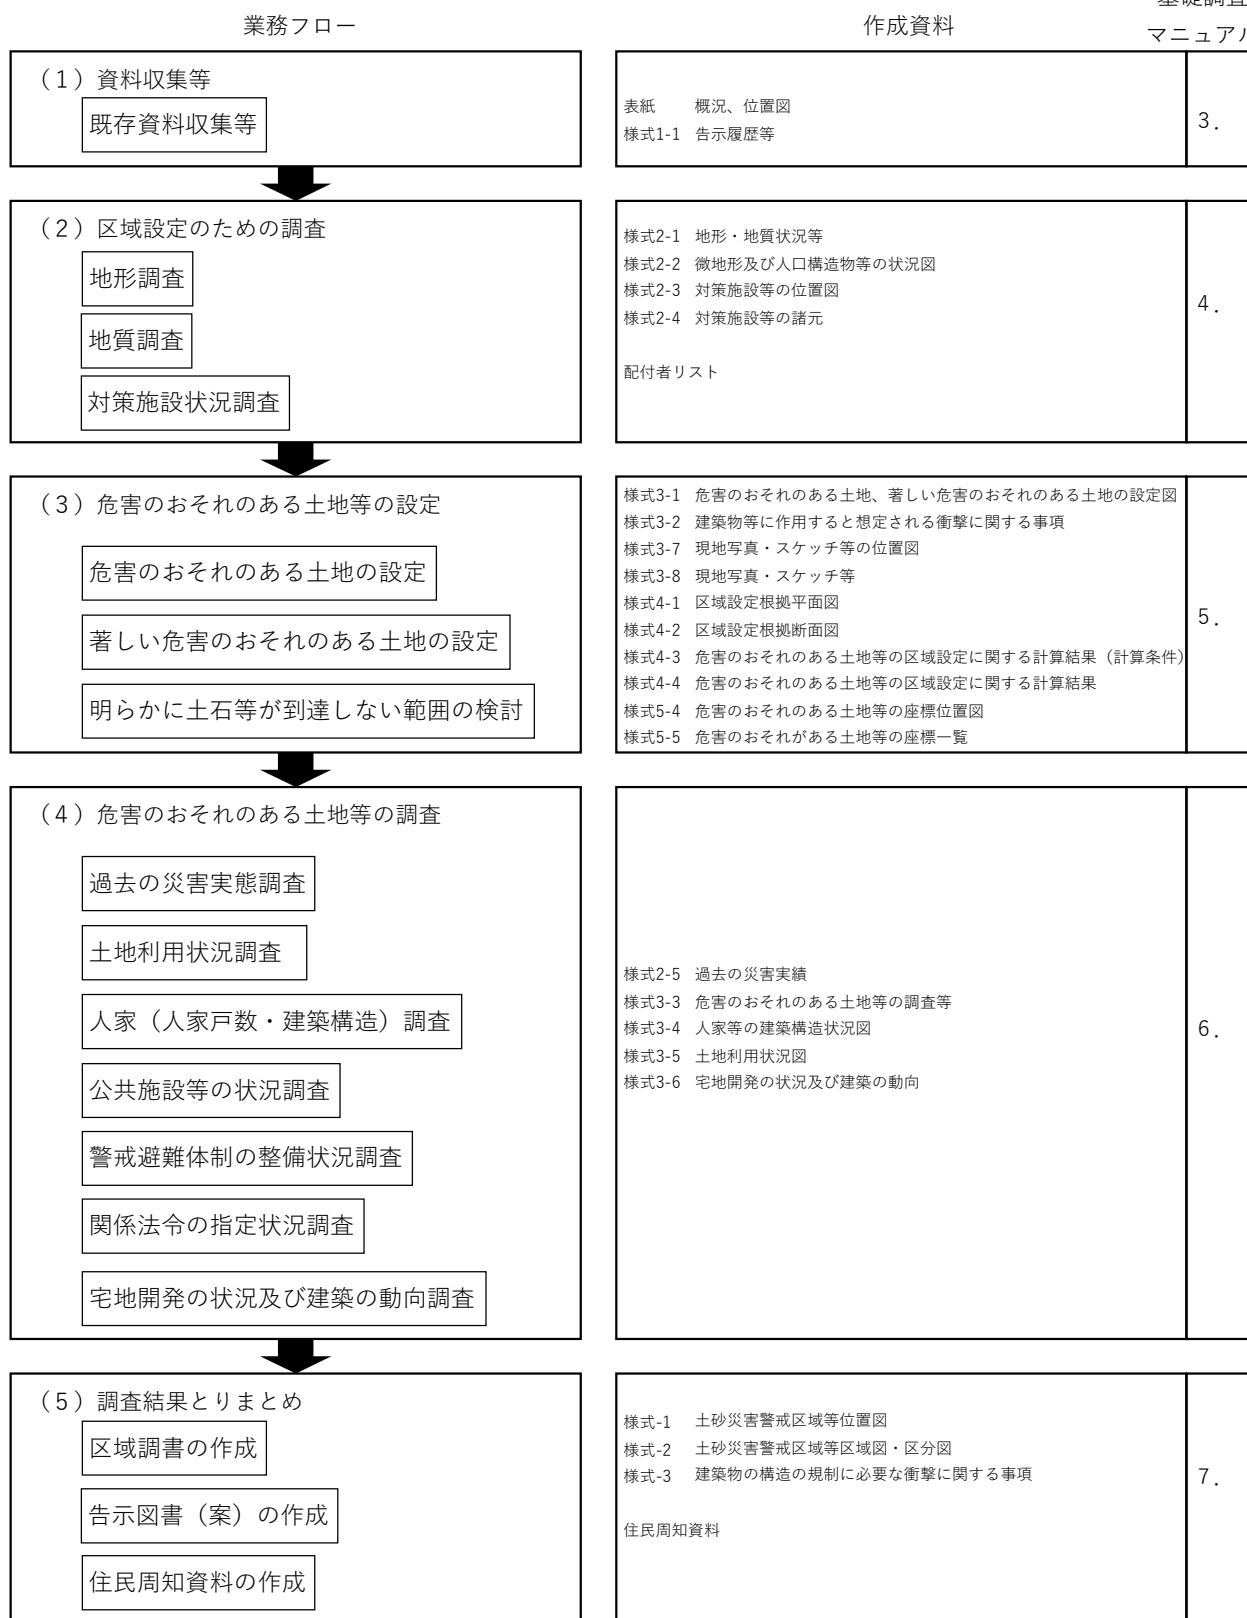 業務フロー
作成資料
基礎調査
マニュアル
（1）資料収集等
既存資料収集等
表紙 概況、位置図
様式1-1 告示履歴等
3．
（2）区域設定のための調査
地形調査
地質調査
対策施設状況調査
様式2-1 地形・地質状況等
様式2-2 微地形及び人口構造物等の状況図
様式2-3 対策施設等の位置図
様式2-4 対策施設等の諸元
配付者リスト
4．
（3）危害のおそれのある土地等の設定
危害のおそれのある土地の設定
著しい危害のおそれのある土地の設定
明らかに土石等が到達しない範囲の検討
様式3-1 危害のおそれのある土地、著しい危害のおそれのある土地の設定図
様式3-2 建築物等に作用すると想定される衝撃に関する事項
様式3-7 現地写真・スケッチ等の位置図
様式3-8 現地写真・スケッチ等
様式4-1 区域設定根拠平面図
様式4-2 区域設定根拠断面図
様式4-3 危害のおそれのある土地等の区域設定に関する計算結果（計算条件）
様式4-4 危害のおそれのある土地等の区域設定に関する計算結果
様式5-4 危害のおそれのある土地等の座標位置図
様式5-5 危害のおそれがある土地等の座標一覧
5．
（4）危害のおそれのある土地等の調査
過去の災害実態調査
土地利用状況調査
人家（人家戸数・建築構造）調査
公共施設等の状況調査
警戒避難体制の整備状況調査
関係法令の指定状況調査
宅地開発の状況及び建築の動向調査
様式2-5 過去の災害実績
様式3-3 危害のおそれのある土地等の調査等
様式3-4 人家等の建築構造状況図
様式3-5 土地利用状況図
様式3-6 宅地開発の状況及び建築の動向
6．
（5）調査結果とりまとめ
区域調書の作成
告示図書（案）の作成
住民周知資料の作成
様式-1 土砂災害警戒区域等位置図
様式-2 土砂災害警戒区域等区域図・区分図
様式-3 建築物の構造の規制に必要な衝撃に関する事項
住民周知資料
7．